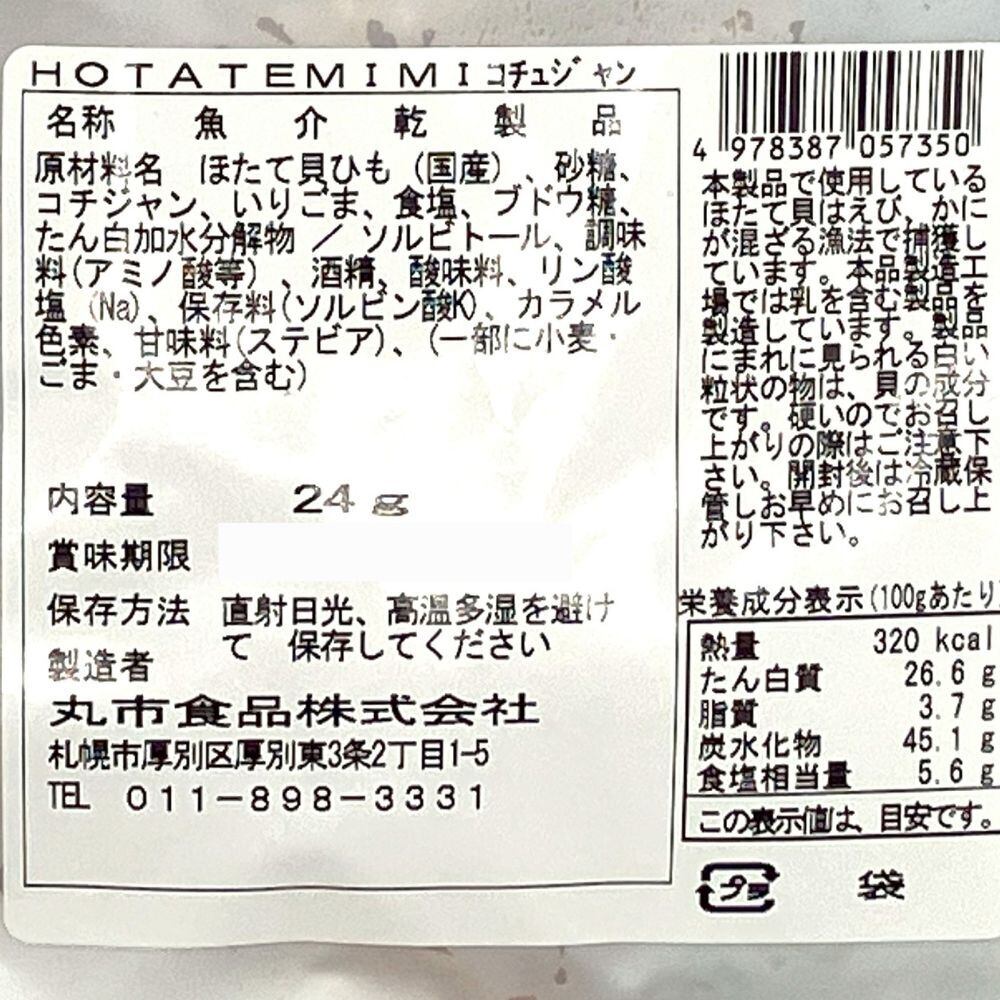 HOTATEMIMIコチュジャン
名称 魚介乾製品
原材料名 ほたて貝ひも（国産）、砂糖、
コチジャン、いりごま、食塩、ブドウ糖、
たん白加水分解物／ソルビトール、調味
料(アミノ酸等)、酒精、酸味料、リン酸
塩(Na)、保存料(ソルビン酸K)、カラメル
色素、甘味料(ステビア)、(一部に小麦・
ごま・大豆を含む)
内容量 24g
賞味期限
保存方法 直射日光、高温多湿を避け
て 保存してください
製造者
丸市食品株式会社
札幌市厚別区厚別東3条2丁目1-5
TEL 011-898-3331
4 978387 057350
本製品で使用している
ほたて貝はえび、かに
が混ざる漁法で捕獲し
ています。本品製造工
場では乳を含む製品を
製造しています。製品
にまれに見られる白い
粒状の物は、貝の成分
です。硬いのでお召し
上がりの際はご注意下
さい。開封後は冷蔵保
管しお早めにお召し上
がり下さい。
栄養成分表示(100gあたり)
熱量 320 kcal
たん白質 26.6 g
脂質 3.7 g
炭水化物 45.1 g
食塩相当量 5.6 g
この表示値は、目安です。
プラ 袋